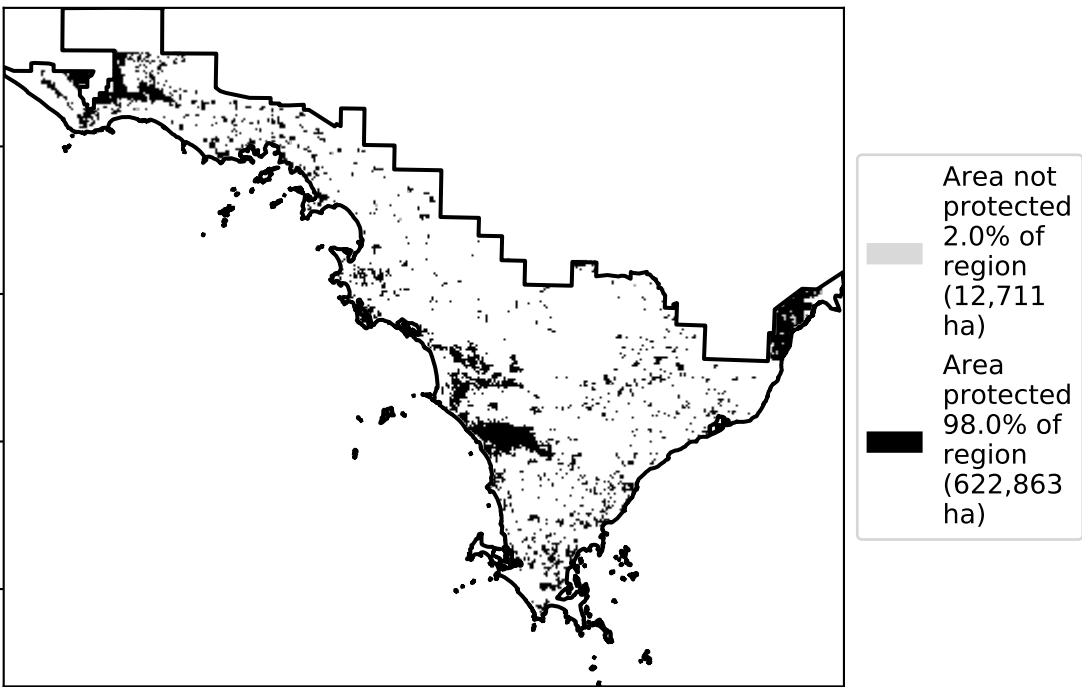 Area not
protected
2.0% of
region
(12,711
ha)
Area
protected
98.0% of
region
(622,863
ha)